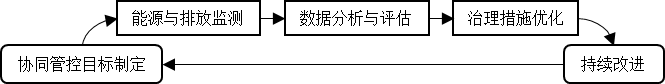 能源与排放监测
数据分析与评估
治理措施优化
协同管控目标制定
持续改进